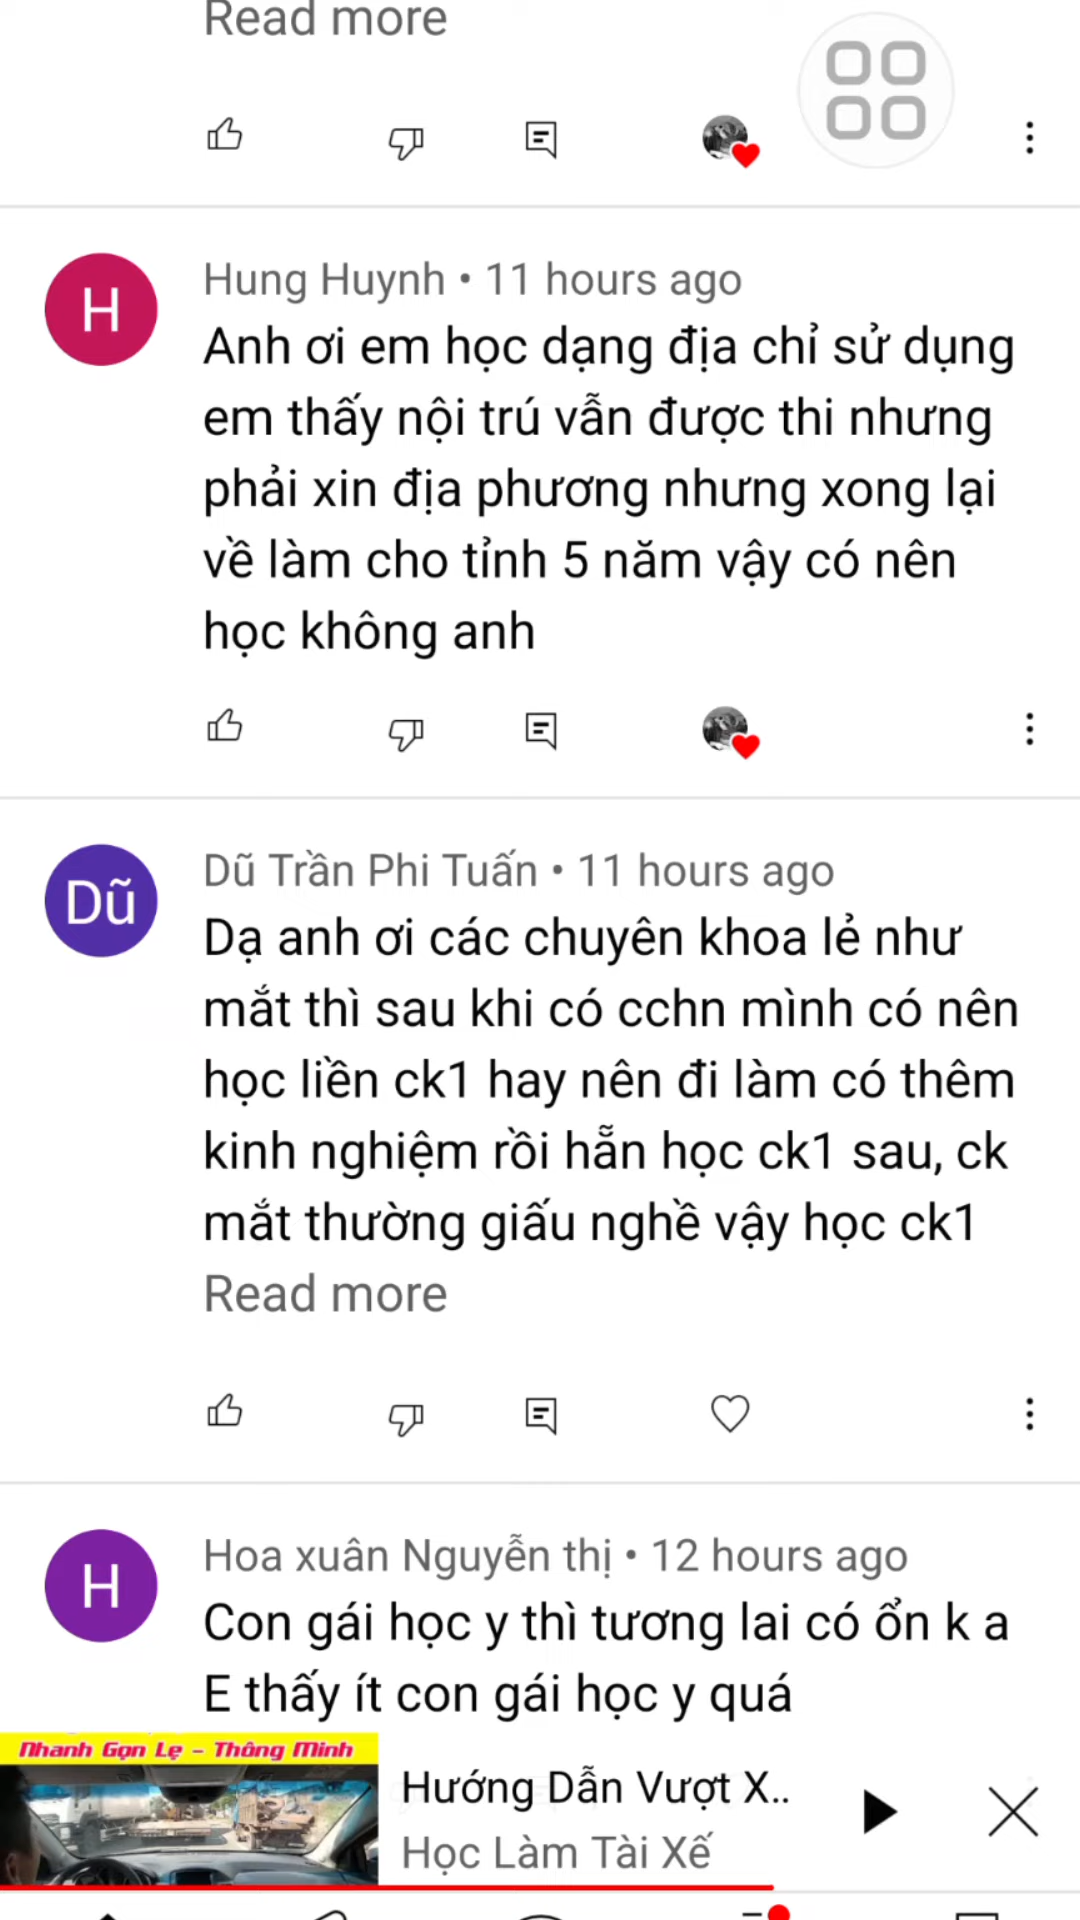 Read more
H
Hung Huynh • 11 hours ago
Anh ơi em học dạng địa chỉ sử dụng
em thấy nội trú vẫn được thi nhưng
phải xin địa phương nhưng xong lại
về làm cho tỉnh 5 năm vậy có nên
học không anh
Dũ
Dũ Trần Phi Tuấn • 11 hours ago
Dạ anh ơi các chuyên khoa lẻ như
mắt thì sau khi có cchn mình có nên
học liền ck1 hay nên đi làm có thêm
kinh nghiệm rồi hẵn học ck1 sau, ck
mắt thường giấu nghề vậy học ck1
Read more
H
Hoa xuân Nguyễn thị • 12 hours ago
Con gái học y thì tương lai có ổn k a
E thấy ít con gái học y quá
Nhanh Gọn Lẹ - Thông Minh
Hướng Dẫn Vượt X..
Học Làm Tài Xế